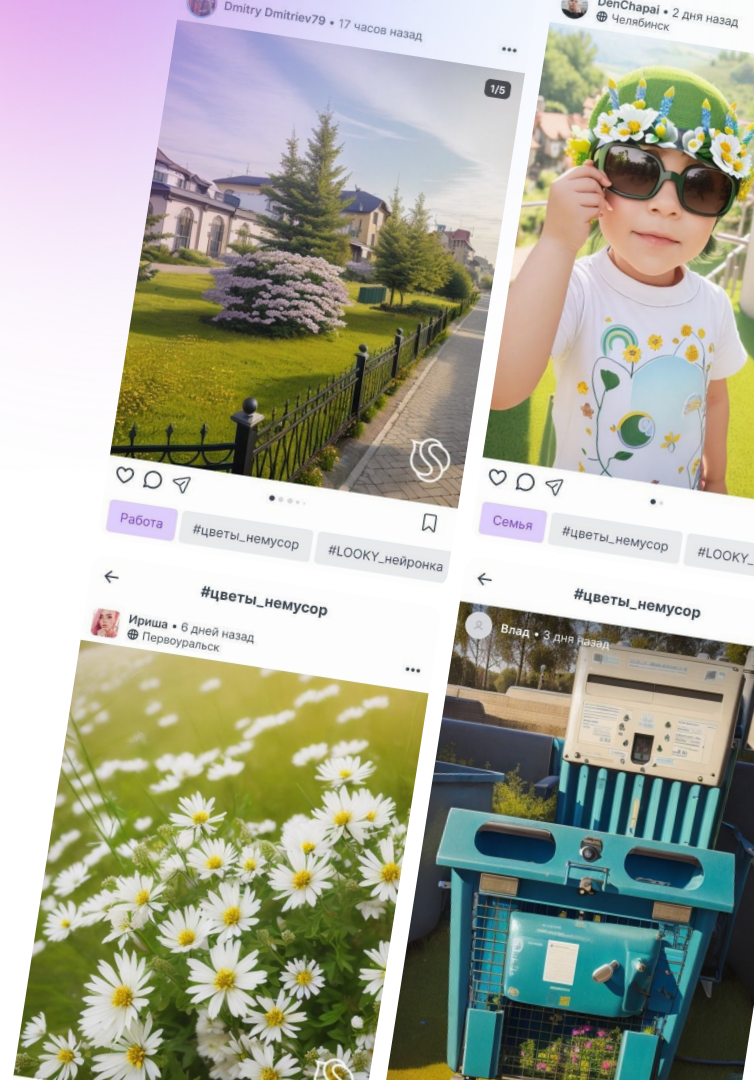 Dmitry Dmitriev79 • 17 часов назад
1/5
Работа
#цветы_немусор
#LOOKY_нейронка
DenChapai • 2 дня назад
Челябинск
Семья
#цветы_немусор
#LOOKY_
#цветы_немусор
Ириша • 6 дней назад
Первоуральск
#цветы_немусор
Влад • 3 дня назад